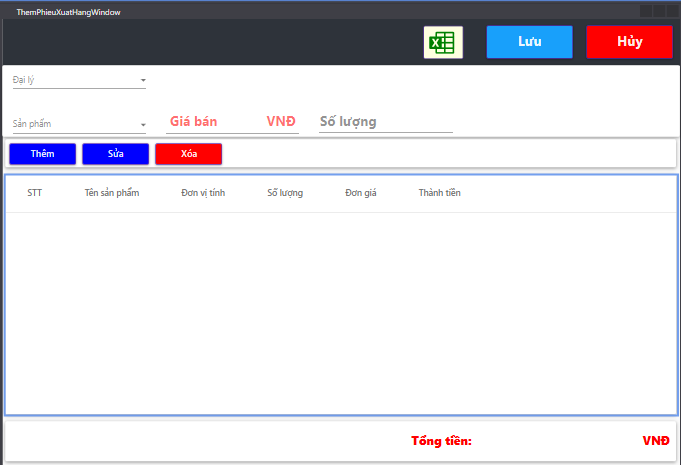 ThemPhieuXuatHangWindow
Lưu Hủy
Đại lý
Sản phẩm Giá bán VNĐ Số lượng
Thêm Sửa Xóa
STT Tên sản phẩm Đơn vị tính Số lượng Đơn giá Thành tiền
Tổng tiền: VNĐ